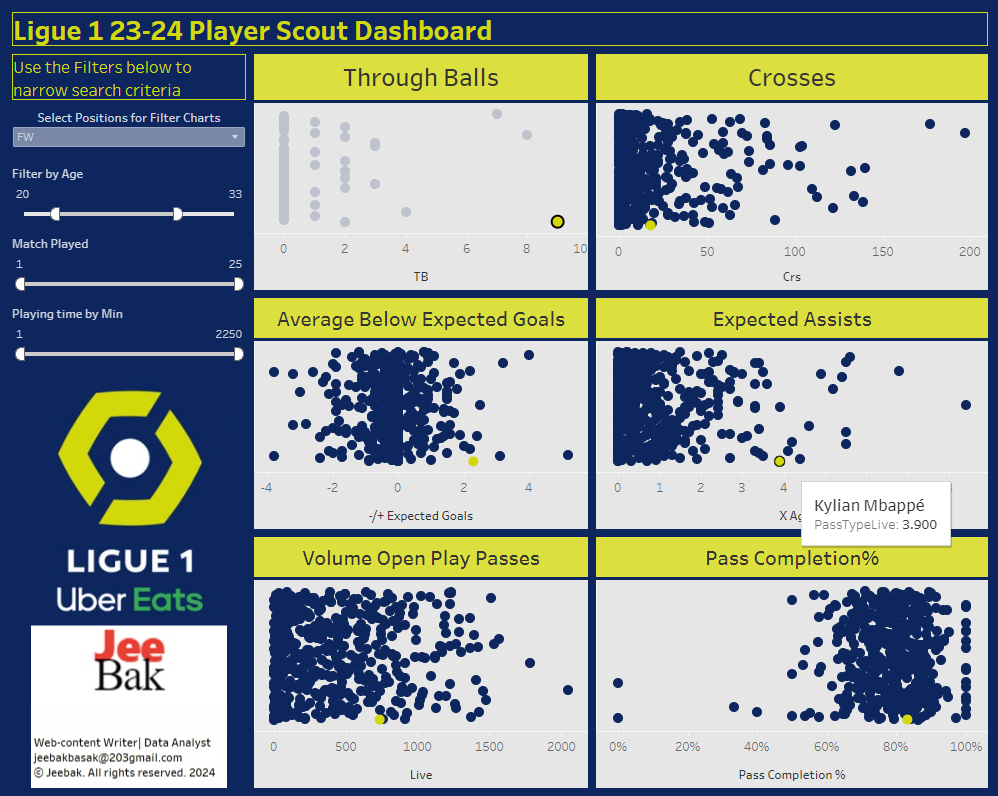 Ligue 1 23-24 Player Scout Dashboard
Use the Filters below to
narrow search criteria
Select Positions for Filter Charts
FW
Filter by Age
20 33
Match Played
1 25
Playing time by Min
1 2250
LIGUE 1
Uber Eats
Jee
Bak
Web-content Writer| Data Analyst
jeebakbasak@203gmail.com
© Jeebak. All rights reserved. 2024
Through Balls
0 2 4 6 8 10
TB
Crosses
0 50 100 150 200
Crs
Average Below Expected Goals
-4 -2 0 2 4
-/+ Expected Goals
Expected Assists
0 1 2 3 4
X Ag
Kylian Mbappé
PassTypeLive: 3.900
Volume Open Play Passes
0 500 1000 1500 2000
Live
Pass Completion%
0% 20% 40% 60% 80% 100%
Pass Completion %